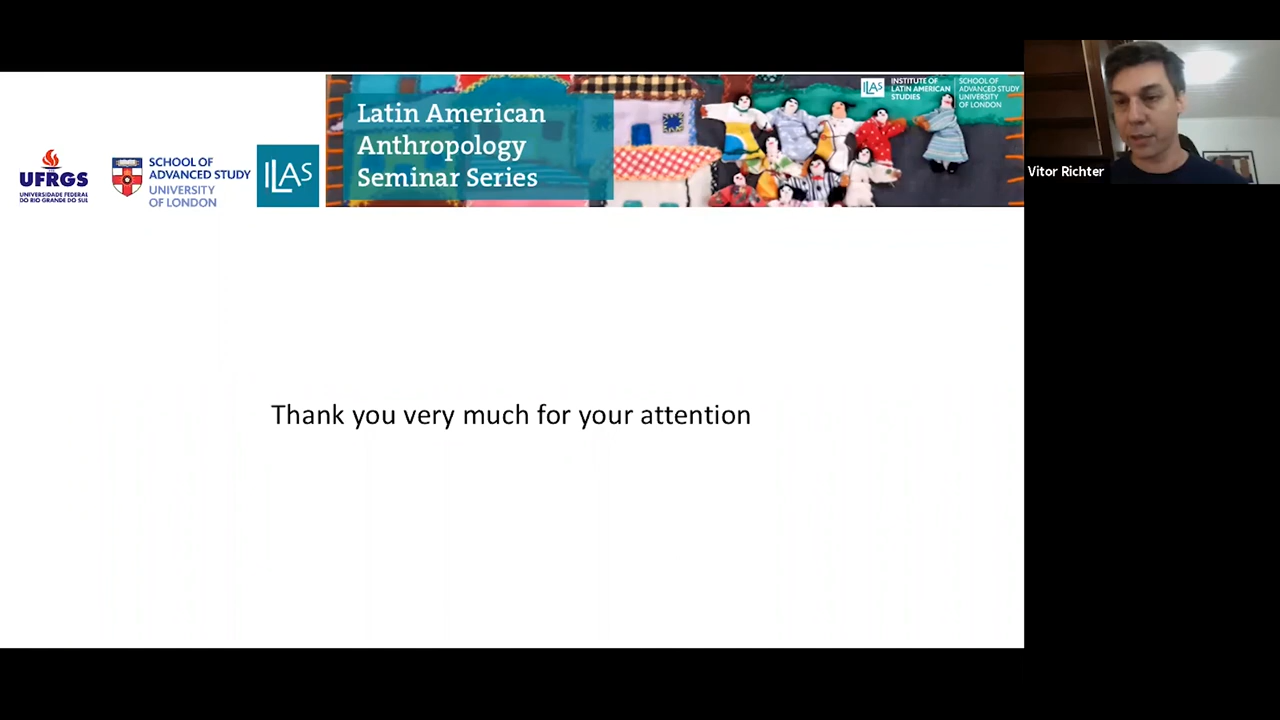 UFRGS
UNIVERSIDADE FEDERAL
DO RIO GRANDE DO SUL
SCHOOL OF
ADVANCED STUDY
UNIVERSITY
OF LONDON
ILAS
Latin American
Anthropology
Seminar Series
ILAS
INSTITUTE OF
LATIN AMERICAN
STUDIES
SCHOOL OF
ADVANCED STUDY
UNIVERSITY
OF LONDON
Vitor Richter
Thank you very much for your attention